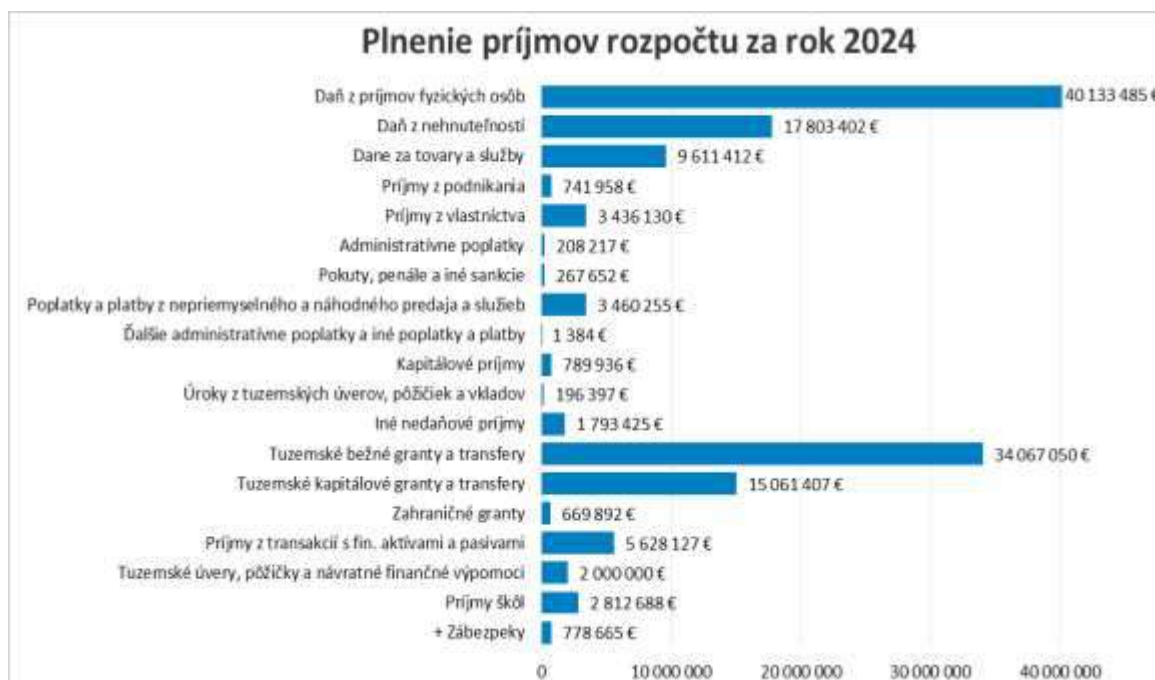 Plnenie príjmov rozpočtu za rok 2024
Daň z príjmov fyzických osôb 40 133 485 €
Daň z nehnuteľností 17 803 402 €
Dane za tovary a služby 9 611 412 €
Príjmy z podnikania 741 958 €
Príjmy z vlastníctva 3 436 130 €
Administratívne poplatky 208 217 €
Pokuty, penále a iné sankcie 267 652 €
Poplatky a platby z nepriemyselného a náhodného predaja a služieb 3 460 255 €
Ďalšie administratívne poplatky a iné poplatky a platby 1 384 €
Kapitálové príjmy 789 936 €
Úroky z tuzemských úverov, pôžičiek a vkladov 196 397 €
Iné nedaňové príjmy 1 793 425 €
Tuzemské bežné granty a transfery 34 067 050 €
Tuzemské kapitálové granty a transfery 15 061 407 €
Zahraničné granty 669 892 €
Príjmy z transakcií s fin. aktívami a pasívami 5 628 127 €
Tuzemské úvery, pôžičky a návratné finančné výpomoci 2 000 000 €
Príjmy škôl 2 812 688 €
+ Zábezpeky 778 665 €
0 10 000 000 20 000 000 30 000 000 40 000 000